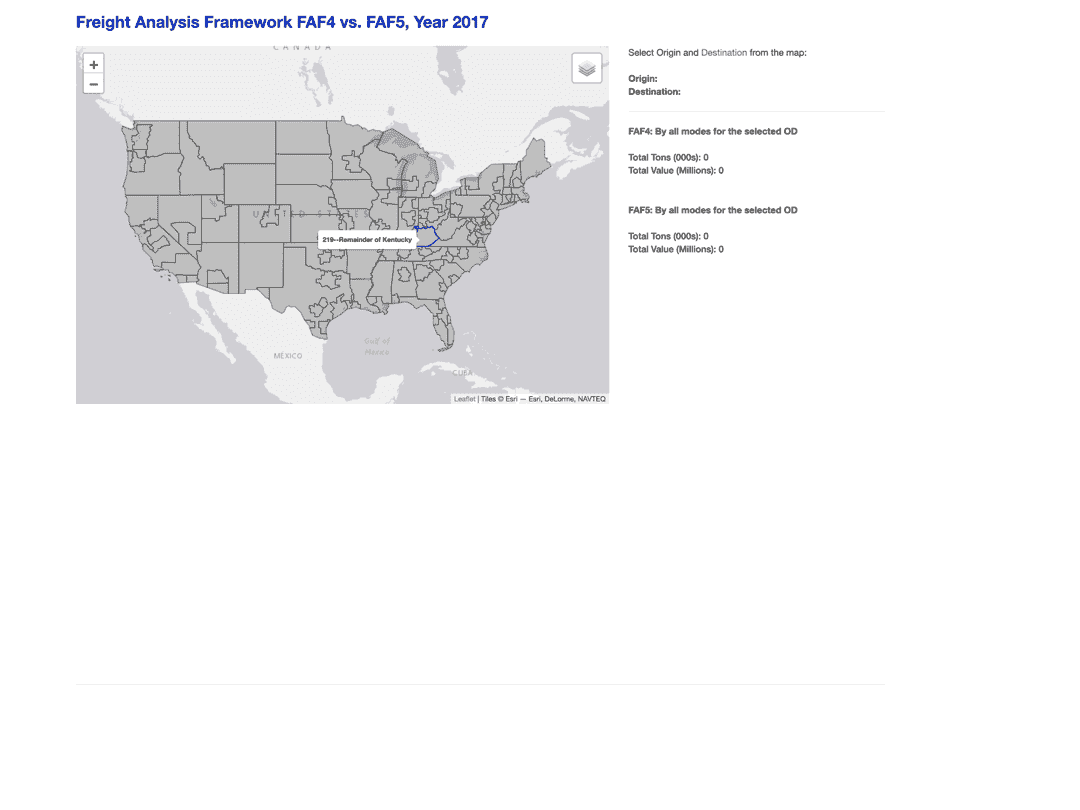 Freight Analysis Framework FAF4 vs. FAF5, Year 2017
CANADA
+
−
UNITED STATES
219--Remainder of Kentucky
Gulf of
Mexico
MÉXICO
CUBA
Leaflet | Tiles © Esri — Esri, DeLorme, NAVTEQ
Select Origin and Destination from the map:
Origin:
Destination:
FAF4: By all modes for the selected OD
Total Tons (000s): 0
Total Value (Millions): 0
FAF5: By all modes for the selected OD
Total Tons (000s): 0
Total Value (Millions): 0